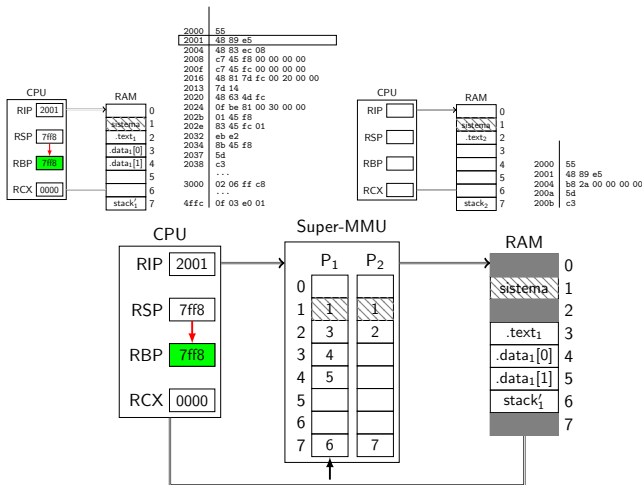 2000 55
2001 48 89 e5
2004 48 83 ec 08
2008 c7 45 f8 00 00 00 00
200f c7 45 fc 00 00 00 00
2016 48 81 7d fc 00 20 00 00
2013 7d 14
2020 48 63 4d fc
2024 0f be 81 00 30 00 00
202b 01 45 f8
202e 83 45 fc 01
2032 eb e2
2034 8b 45 f8
2037 5d
2038 c3
...
3000 02 06 ff c8
...
4ffc 0f 03 e0 01
CPU
RIP 2001
RSP 7ff8
RBP 7ff8
RCX 0000
RAM
0
sistema 1
.text₁ 2
.data₁[0] 3
.data₁[1] 4
5
6
stack′₁ 7
CPU
RIP
RSP
RBP
RCX
RAM
0
sistema 1
.text₂ 2
3
4
5
6
stack₂ 7
2000 55
2001 48 89 e5
2004 b8 2a 00 00 00 00
200a 5d
200b c3
CPU
RIP 2001
RSP 7ff8
RBP 7ff8
RCX 0000
Super-MMU
P₁ P₂
0
1 1 1
2 3 2
3 4
4 5
5
6
7 6 7
RAM
0
sistema 1
2
.text₁ 3
.data₁[0] 4
.data₁[1] 5
stack′₁ 6
7